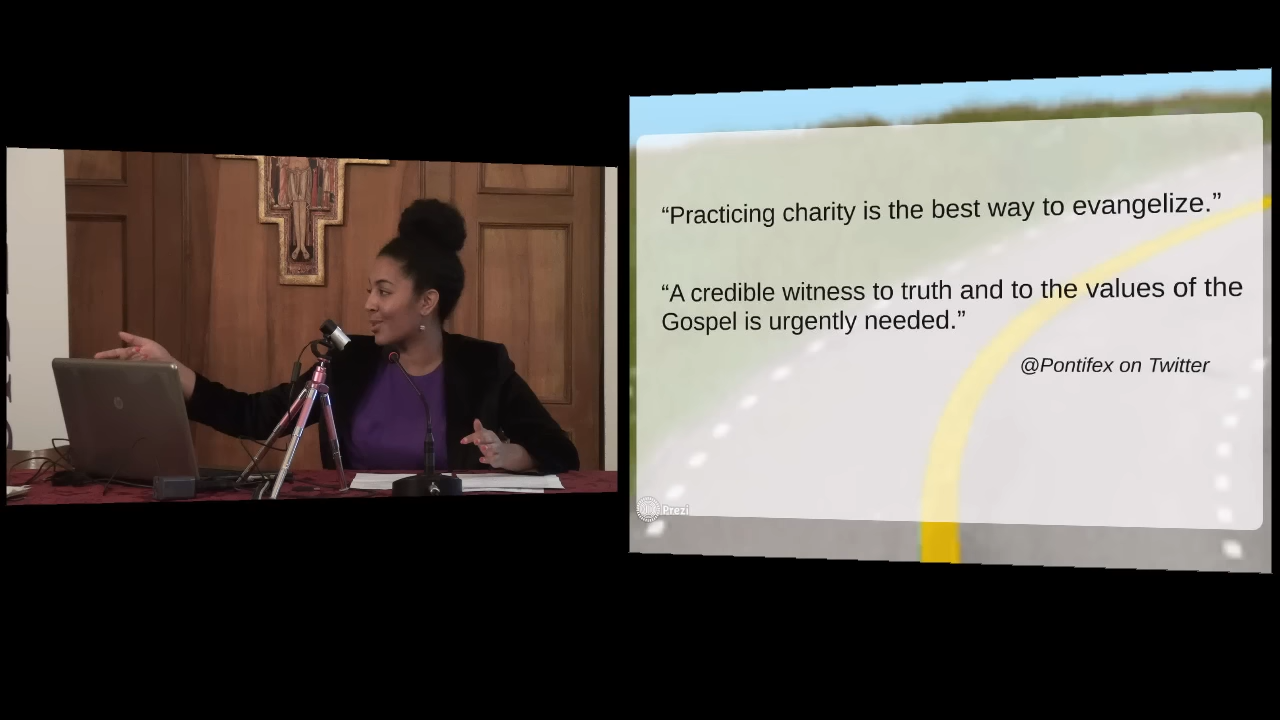 “Practicing charity is the best way to evangelize.”
“A credible witness to truth and to the values of the
Gospel is urgently needed.”
@Pontifex on Twitter
Prezi